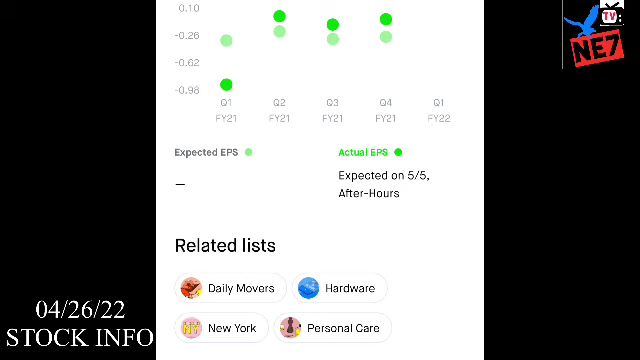 0.10
-0.26
-0.62
-0.98
Q1 Q2 Q3 Q4 Q1
FY21 FY21 FY21 FY21 FY22
Expected EPS
Actual EPS
—
Expected on 5/5,
After-Hours
Related lists
Daily Movers
Hardware
NY New York
Personal Care
04/26/22
STOCK INFO
TV
NE7